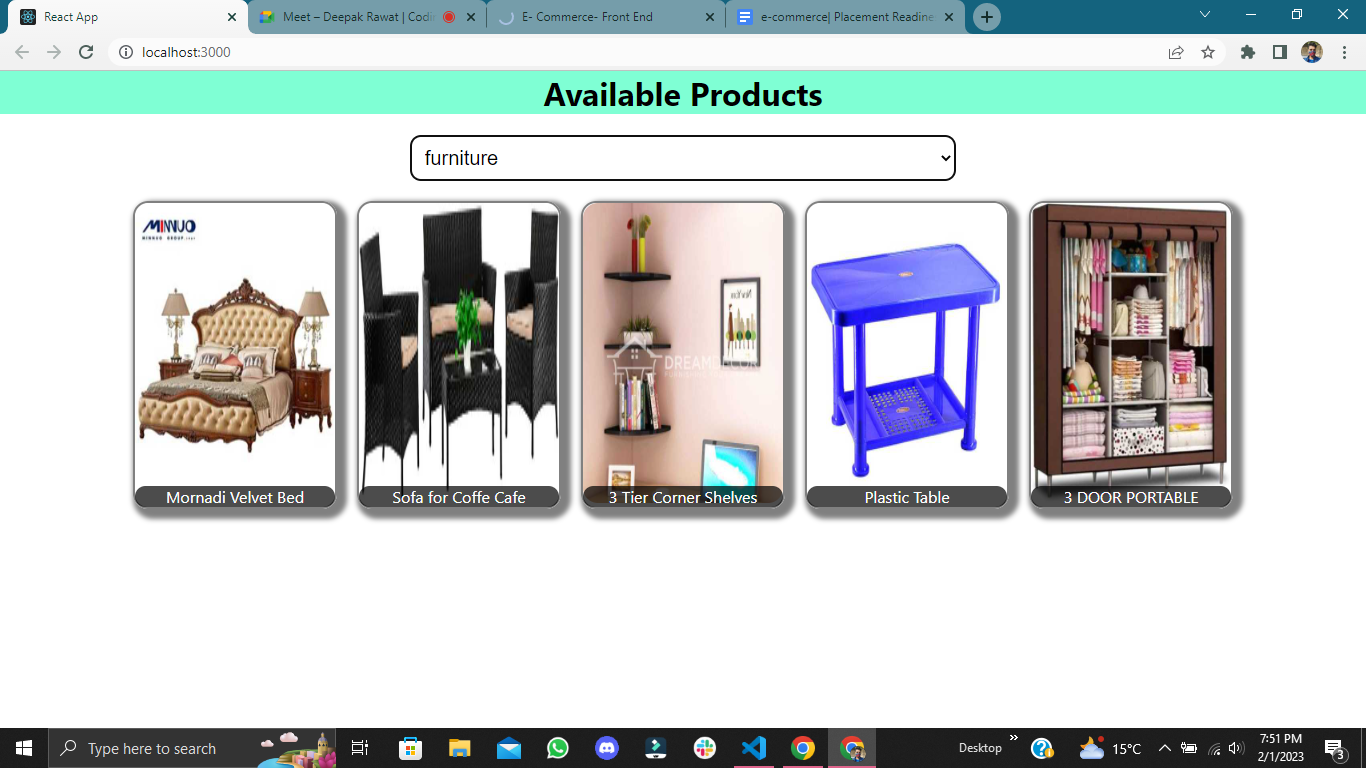 React App
Meet – Deepak Rawat | Codi
E- Commerce- Front End
e-commerce| Placement Readine
localhost:3000
Available Products
furniture
MINNUO
MINNUO GROUP
DREAM
Mornadi Velvet Bed
Sofa for Coffe Cafe
3 Tier Corner Shelves
Plastic Table
3 DOOR PORTABLE
Type here to search
Desktop
15°C
7:51 PM
2/1/2023
3